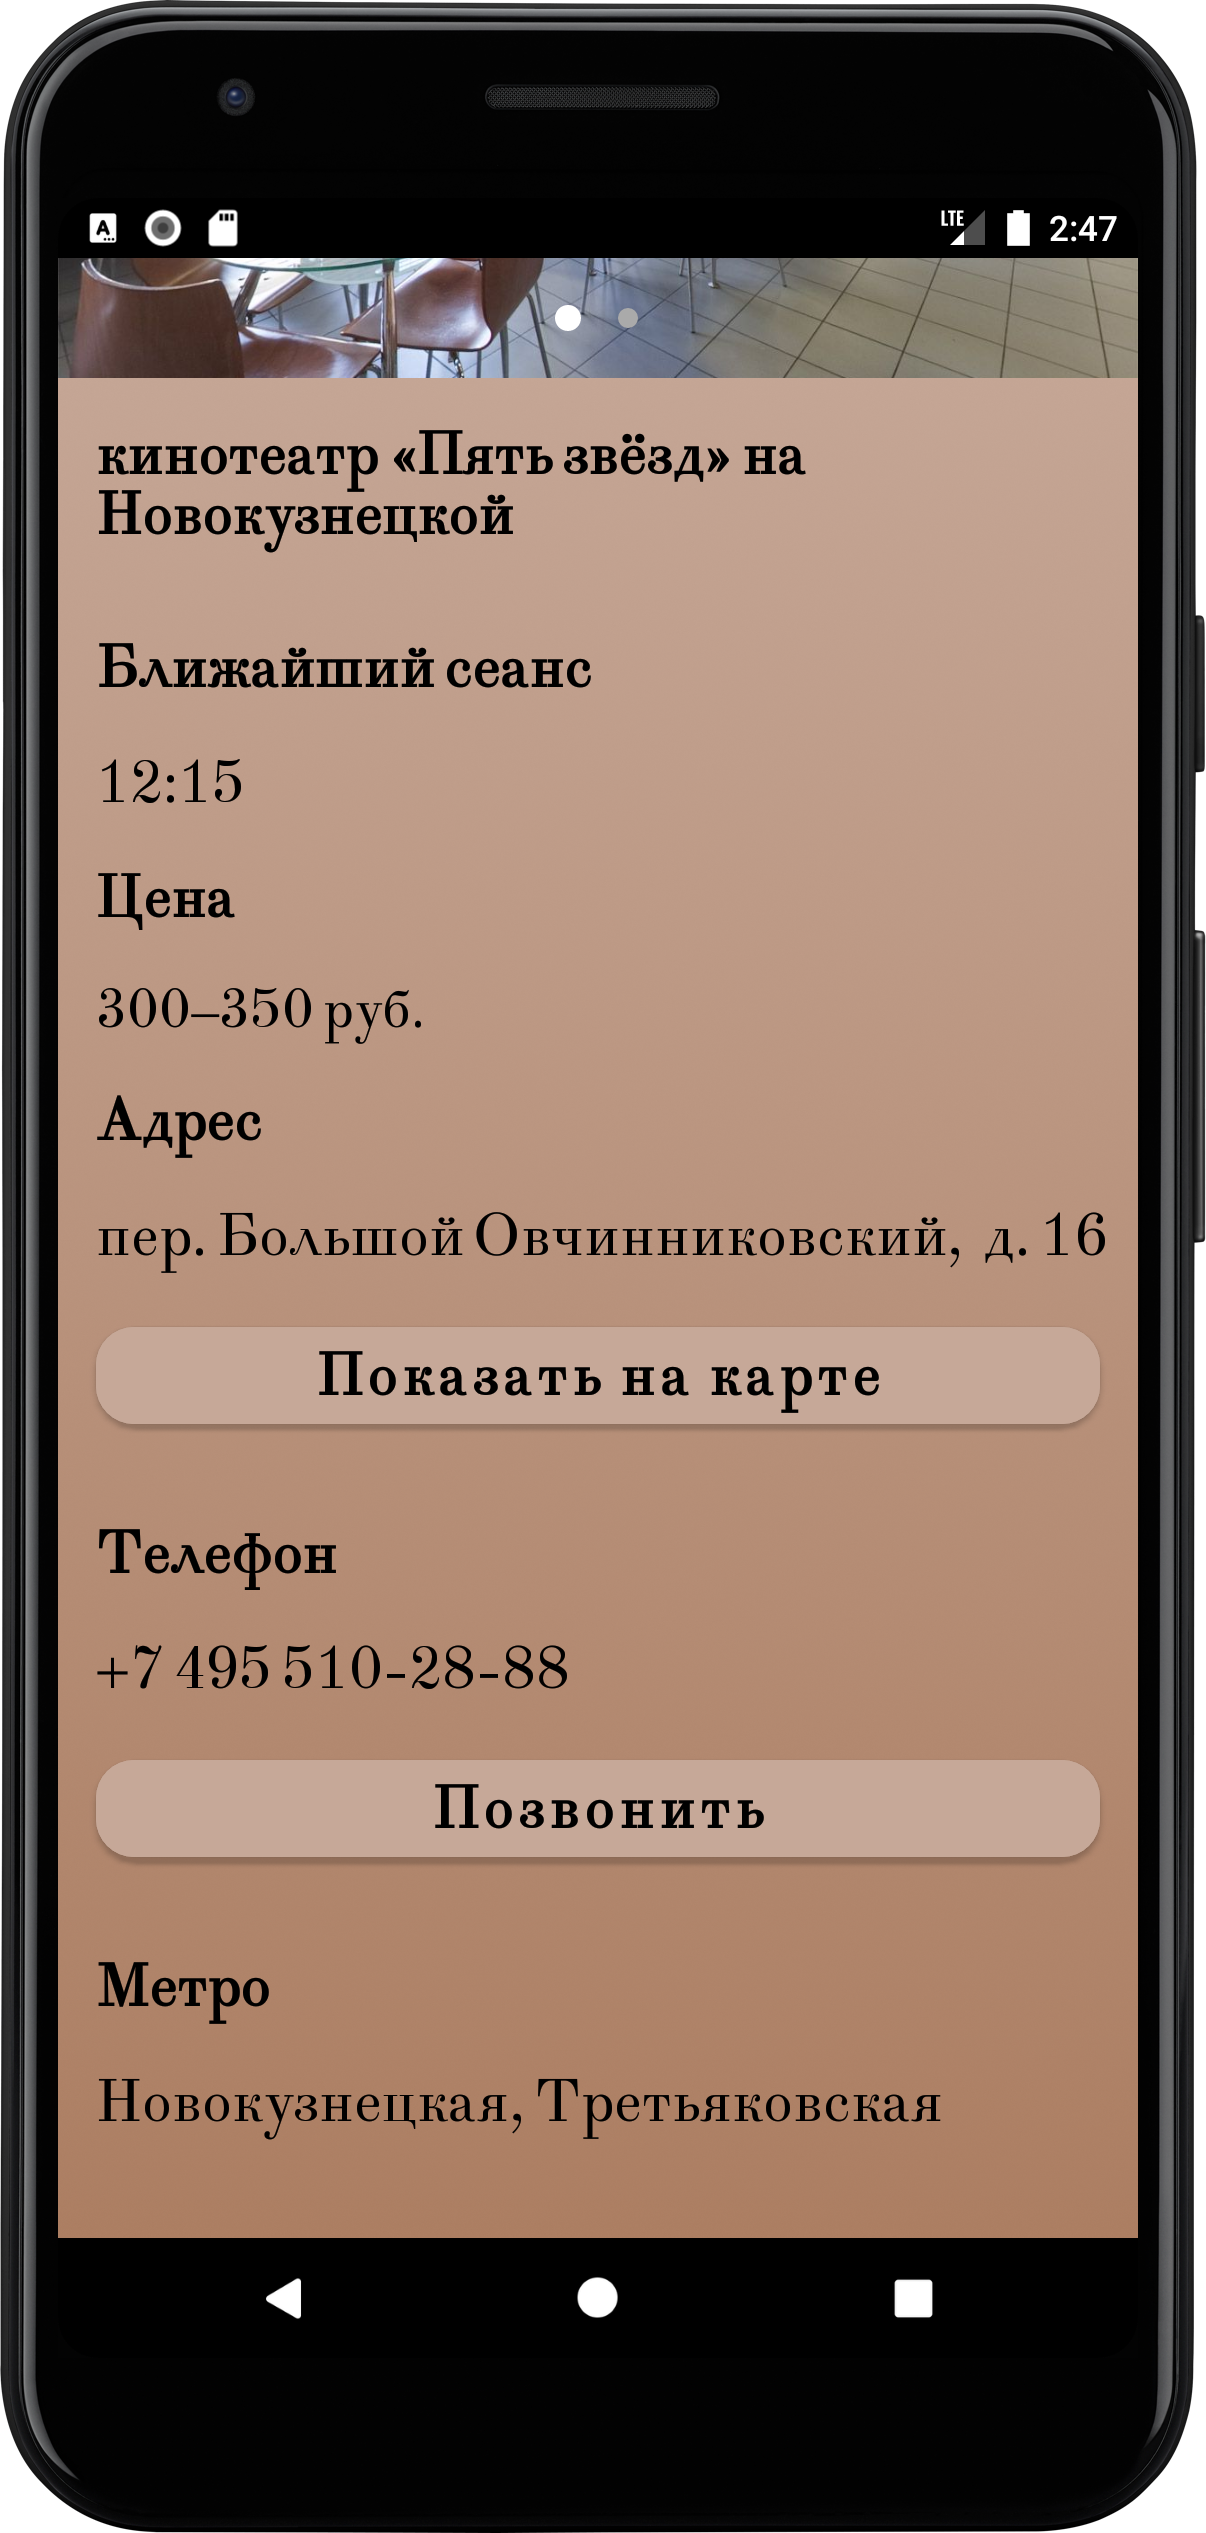 A
LTE
2:47
кинотеатр «Пять звёзд» на
Новокузнецкой
Ближайший сеанс
12:15
Цена
300–350 руб.
Адрес
пер. Большой Овчинниковский, д. 16
Показать на карте
Телефон
+7 495 510-28-88
Позвонить
Метро
Новокузнецкая, Третьяковская